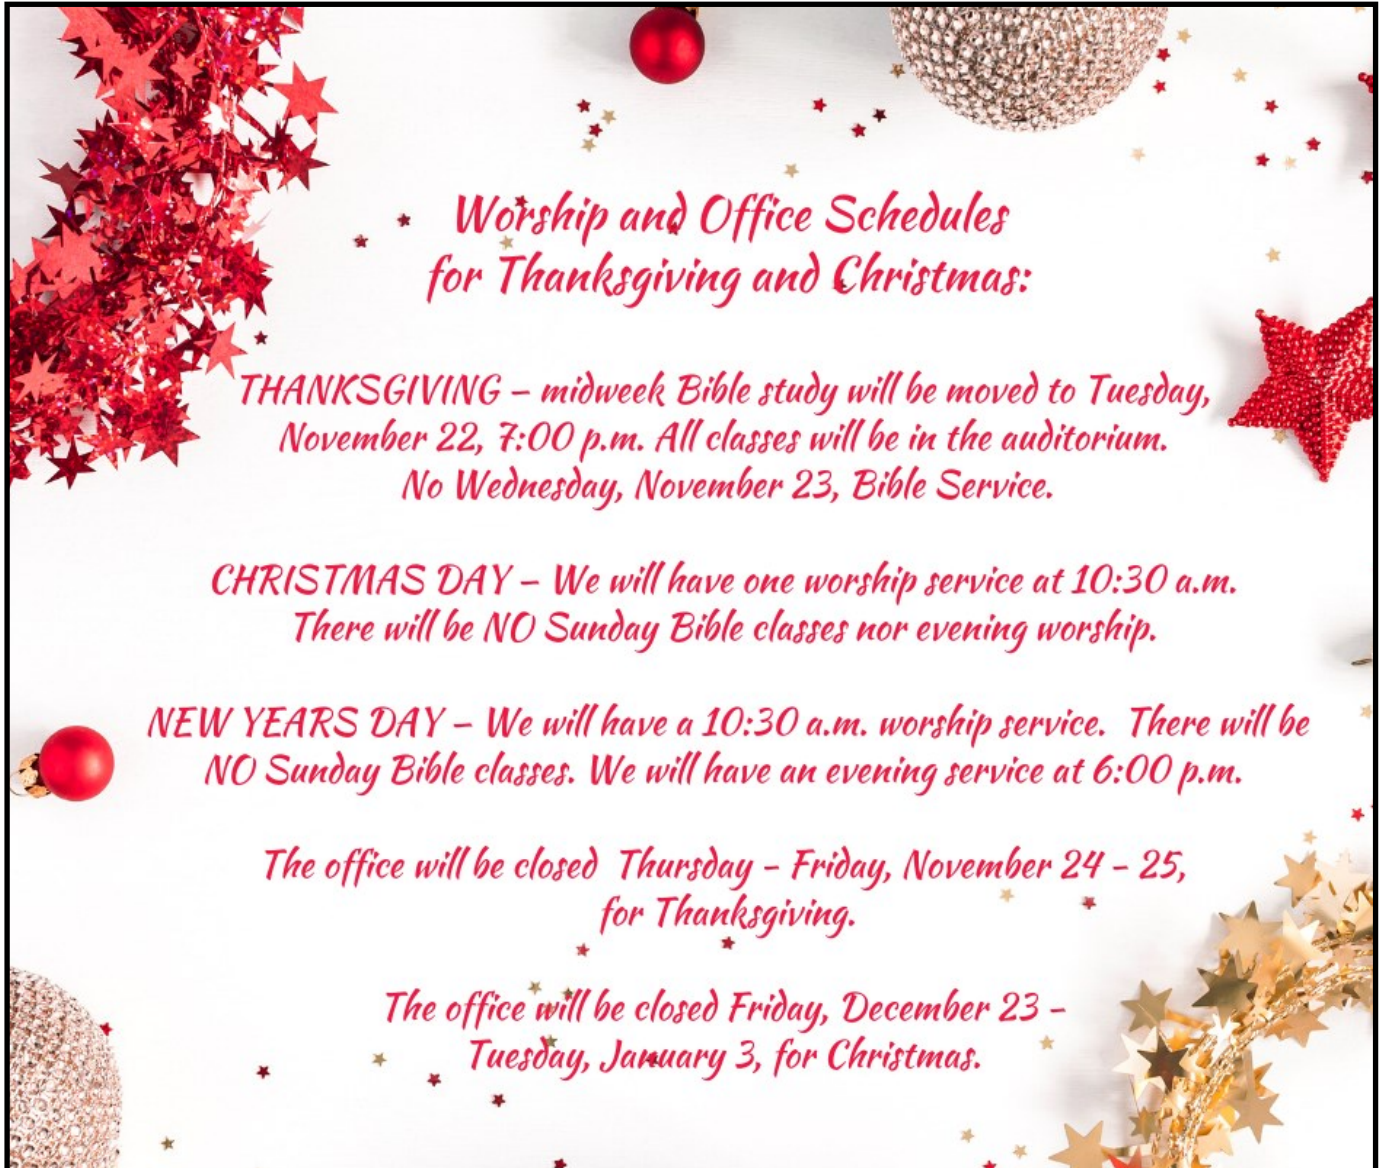 Worship and Office Schedules
for Thanksgiving and Christmas:
THANKSGIVING – midweek Bible study will be moved to Tuesday,
November 22, 7:00 p.m. All classes will be in the auditorium.
No Wednesday, November 23, Bible Service.
CHRISTMAS DAY – We will have one worship service at 10:30 a.m.
There will be NO Sunday Bible classes nor evening worship.
NEW YEARS DAY – We will have a 10:30 a.m. worship service.  There will be
NO Sunday Bible classes. We will have an evening service at 6:00 p.m.
The office will be closed  Thursday – Friday, November 24 – 25,
for Thanksgiving.
The office will be closed Friday, December 23 –
Tuesday, January 3, for Christmas.